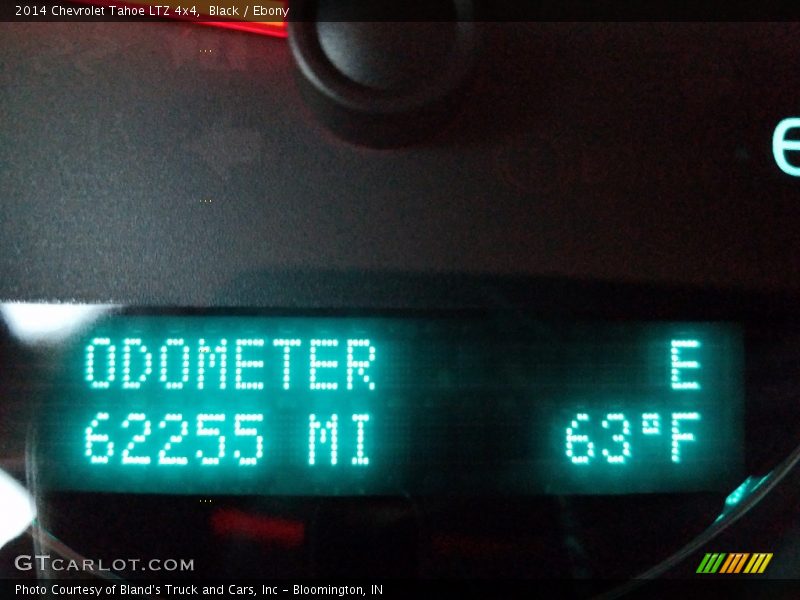 2014 Chevrolet Tahoe LTZ 4x4, Black / Ebony
e
ODOMETER E
62255 MI 63°F
GTCARLOT.COM
Photo Courtesy of Bland's Truck and Cars, Inc - Bloomington, IN